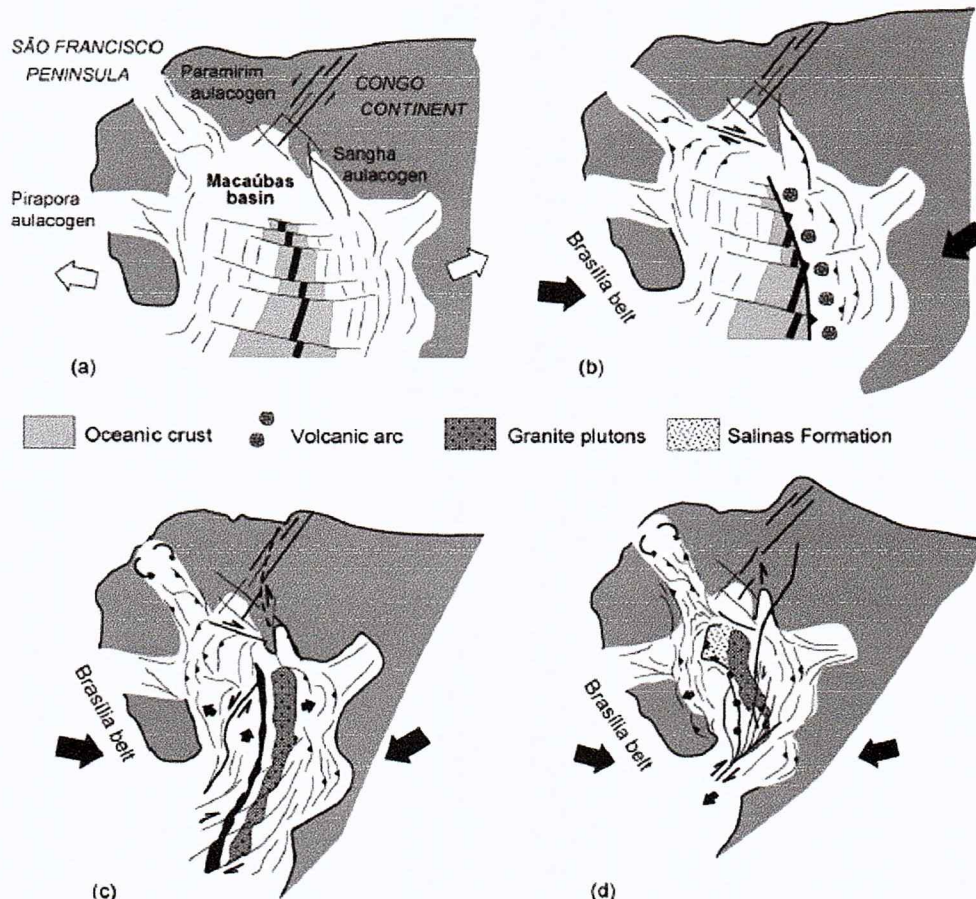 SÃO FRANCISCO
PENINSULA
Paramirim
aulacogen
CONGO
CONTINENT
Sangha
aulacogen
Macaúbas
basin
Pirapora
aulacogen
(a)
Brasília belt
(b)
Oceanic crust
Volcanic arc
Granite plutons
Salinas Formation
Brasília belt
(c)
Brasília belt
(d)